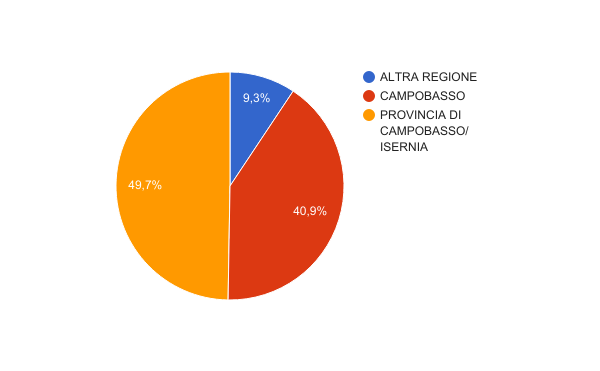 ALTRA REGIONE
9,3%
CAMPOBASSO
PROVINCIA DI
CAMPOBASSO/
ISERNIA
49,7%
40,9%